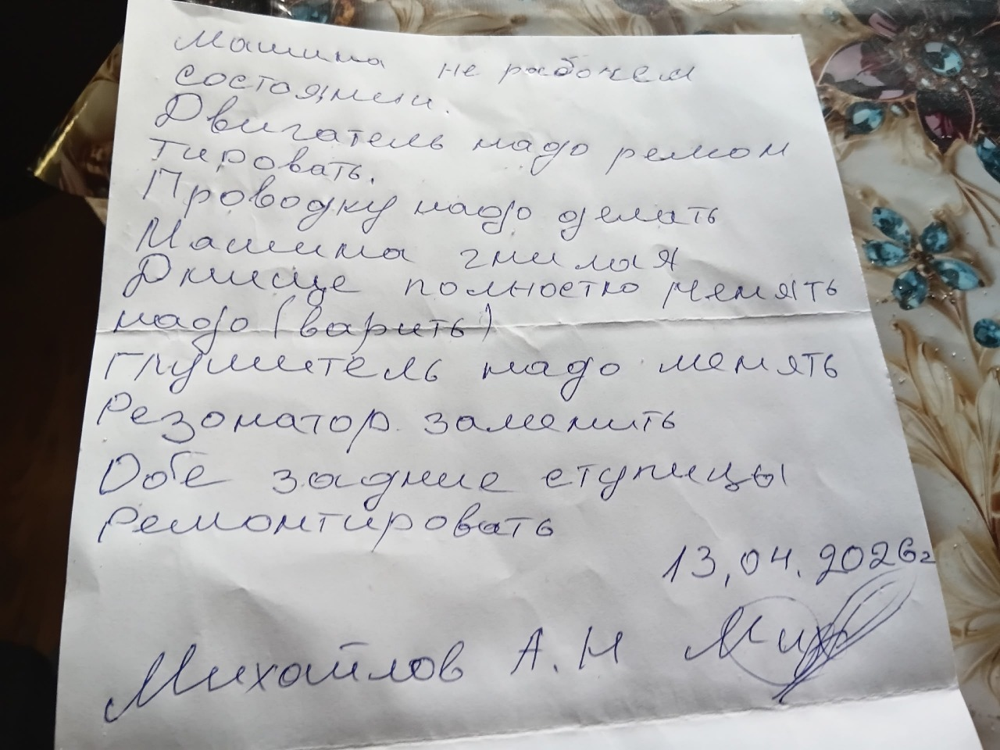 Машина не рабочем
состоянии.
Двигатель надо ремон
тировать.
Проводку надо делать
Машина гнилая
Днище полностю менять
надо (варить)
Глушитель надо менять
Резонатор заменить
Обе задние ступицы
ремонтировать
13,04.2026г
Михайлов А.Н Мих